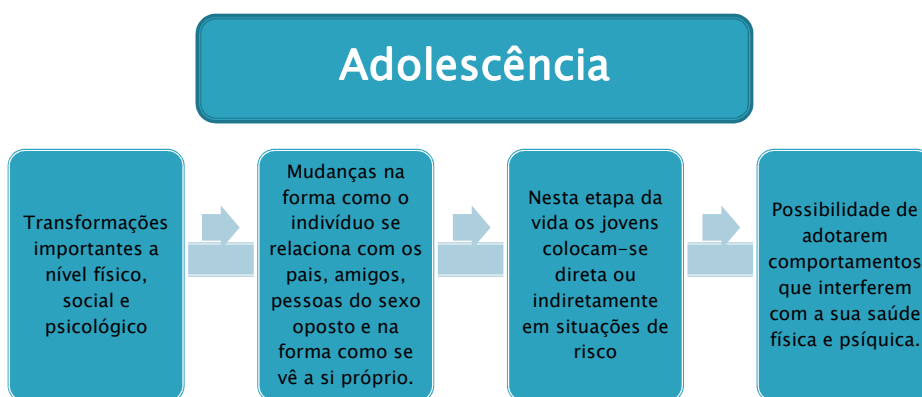 Adolescência
Transformações
importantes a
nível físico,
social e
psicológico
Mudanças na
forma como o
indivíduo se
relaciona com os
pais, amigos,
pessoas do sexo
oposto e na
forma como se
vê a si próprio.
Nesta etapa da
vida os jovens
colocam-se
direta ou
indiretamente
em situações de
risco
Possibilidade de
adotarem
comportamentos
que interferem
com a sua saúde
física e psíquica.